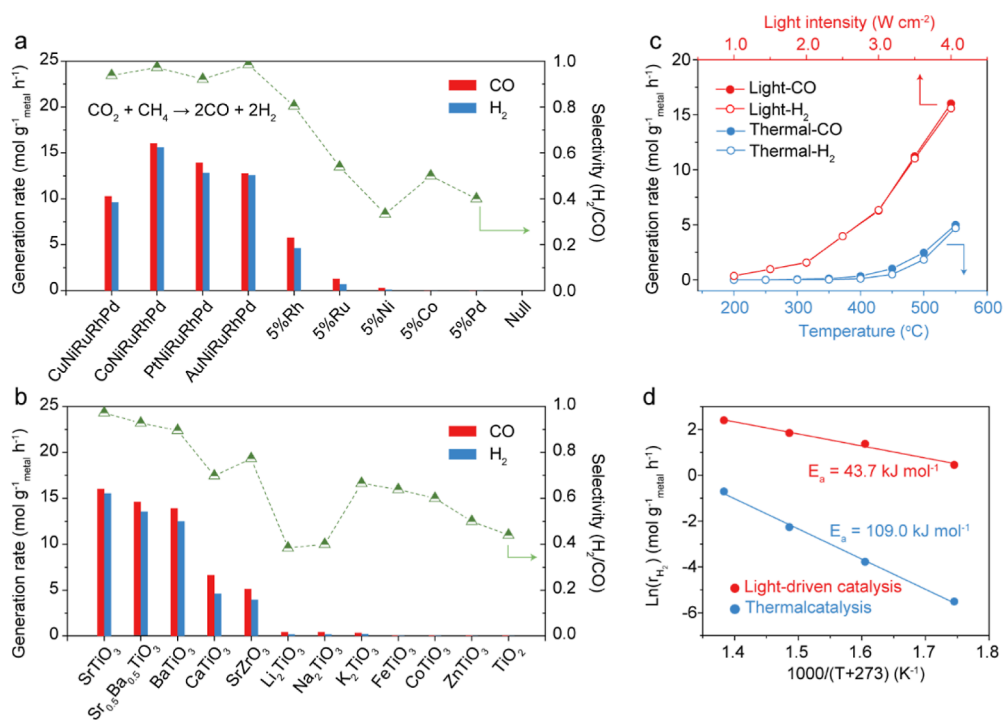 a
25
20
15
10
5
0
Generation rate (mol g⁻¹metal h⁻¹)
CO₂ + CH₄ → 2CO + 2H₂
CO
H₂
1.0
0.8
0.6
0.4
0.2
0.0
Selectivity (H₂/CO)
CuNiRuRhPd
CoNiRuRhPd
PtNiRuRhPd
AuNiRuRhPd
5%Rh
5%Ru
5%Ni
5%Co
5%Pd
Null
b
25
20
15
10
5
0
Generation rate (mol g⁻¹metal h⁻¹)
CO
H₂
1.0
0.8
0.6
0.4
0.2
0.0
Selectivity (H₂/CO)
SrTiO₃
Sr₀.₅Ba₀.₅TiO₃
BaTiO₃
CaTiO₃
SrZrO₃
Li₂TiO₃
Na₂TiO₃
K₂TiO₃
FeTiO₃
CoTiO₃
ZnTiO₃
TiO₂
c
Light intensity (W cm⁻²)
1.0 2.0 3.0 4.0
20
15
10
5
0
Generation rate (mol g⁻¹metal h⁻¹)
Light-CO
Light-H₂
Thermal-CO
Thermal-H₂
200 300 400 500 600
Temperature (°C)
d
2
0
-2
-4
-6
Ln(rH₂) (mol g⁻¹metal h⁻¹)
Eₐ = 43.7 kJ mol⁻¹
Eₐ = 109.0 kJ mol⁻¹
Light-driven catalysis
Thermalcatalysis
1.4 1.5 1.6 1.7 1.8
1000/(T+273) (K⁻¹)